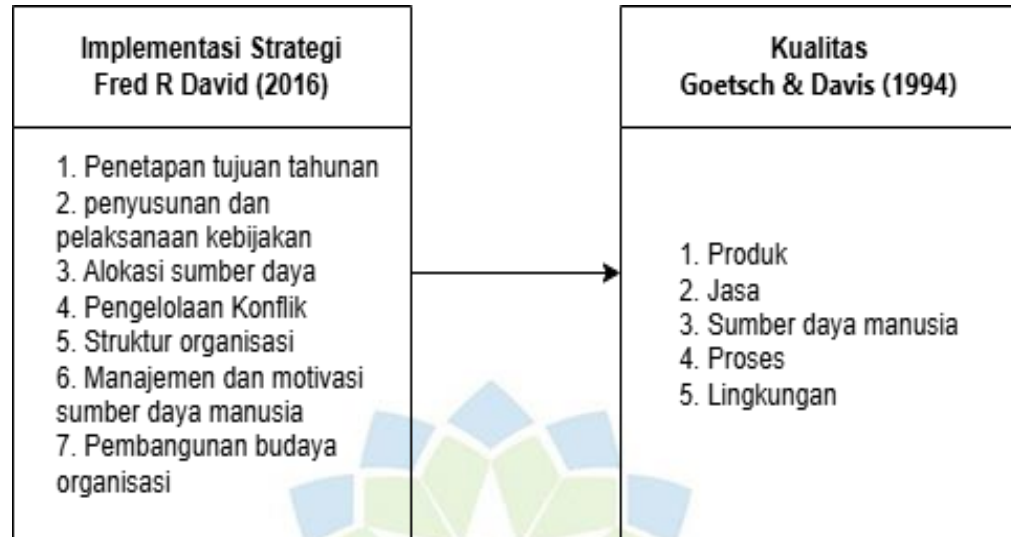 Implementasi Strategi
Fred R David (2016)
1. Penetapan tujuan tahunan
2. penyusunan dan
pelaksanaan kebijakan
3. Alokasi sumber daya
4. Pengelolaan Konflik
5. Struktur organisasi
6. Manajemen dan motivasi
sumber daya manusia
7. Pembangunan budaya
organisasi
Kualitas
Goetsch & Davis (1994)
1. Produk
2. Jasa
3. Sumber daya manusia
4. Proses
5. Lingkungan